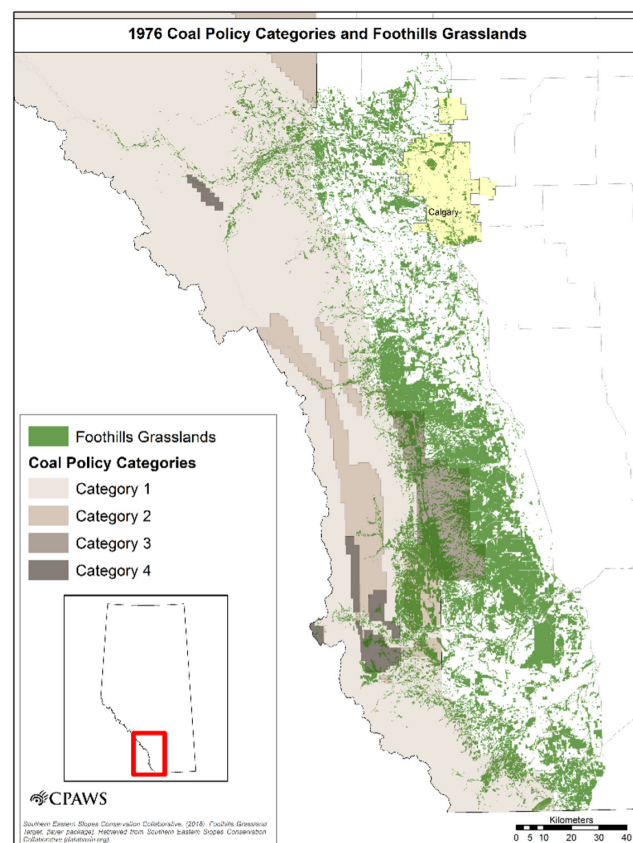 1976 Coal Policy Categories and Foothills Grasslands
Calgary
Foothills Grasslands
Coal Policy Categories
Category 1
Category 2
Category 3
Category 4
CPAWS
Southern Eastern Slopes Conservation Collaborative, (2018). Foothills Grassland
Target. [layer package]. Retrieved from Southern Eastern Slopes Conservation
Collaborative (databasin.org)
Kilometers
0 5 10 20 30 40